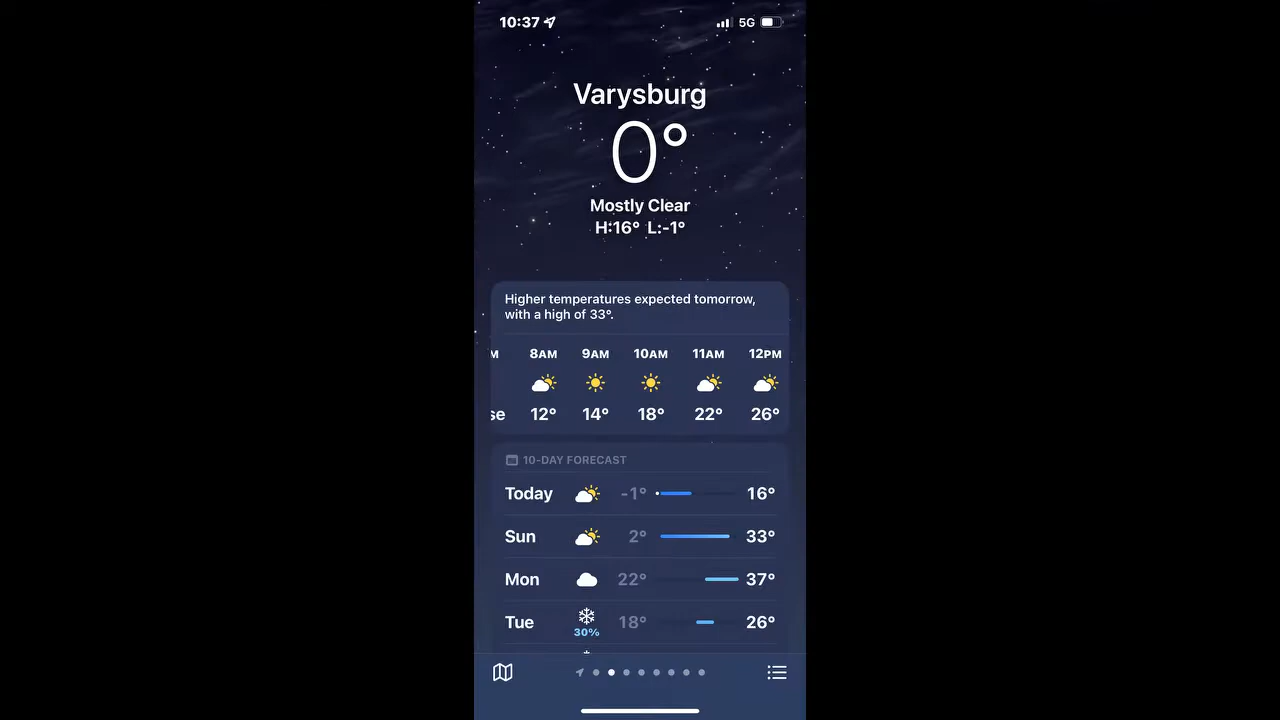 10:37 5G
Varysburg
0°
Mostly Clear
H:16° L:-1°
Higher temperatures expected tomorrow,
with a high of 33°.
M 8AM 9AM 10AM 11AM 12PM
se 12° 14° 18° 22° 26°
10-DAY FORECAST
Today -1° 16°
Sun 2° 33°
Mon 22° 37°
Tue 30% 18° 26°